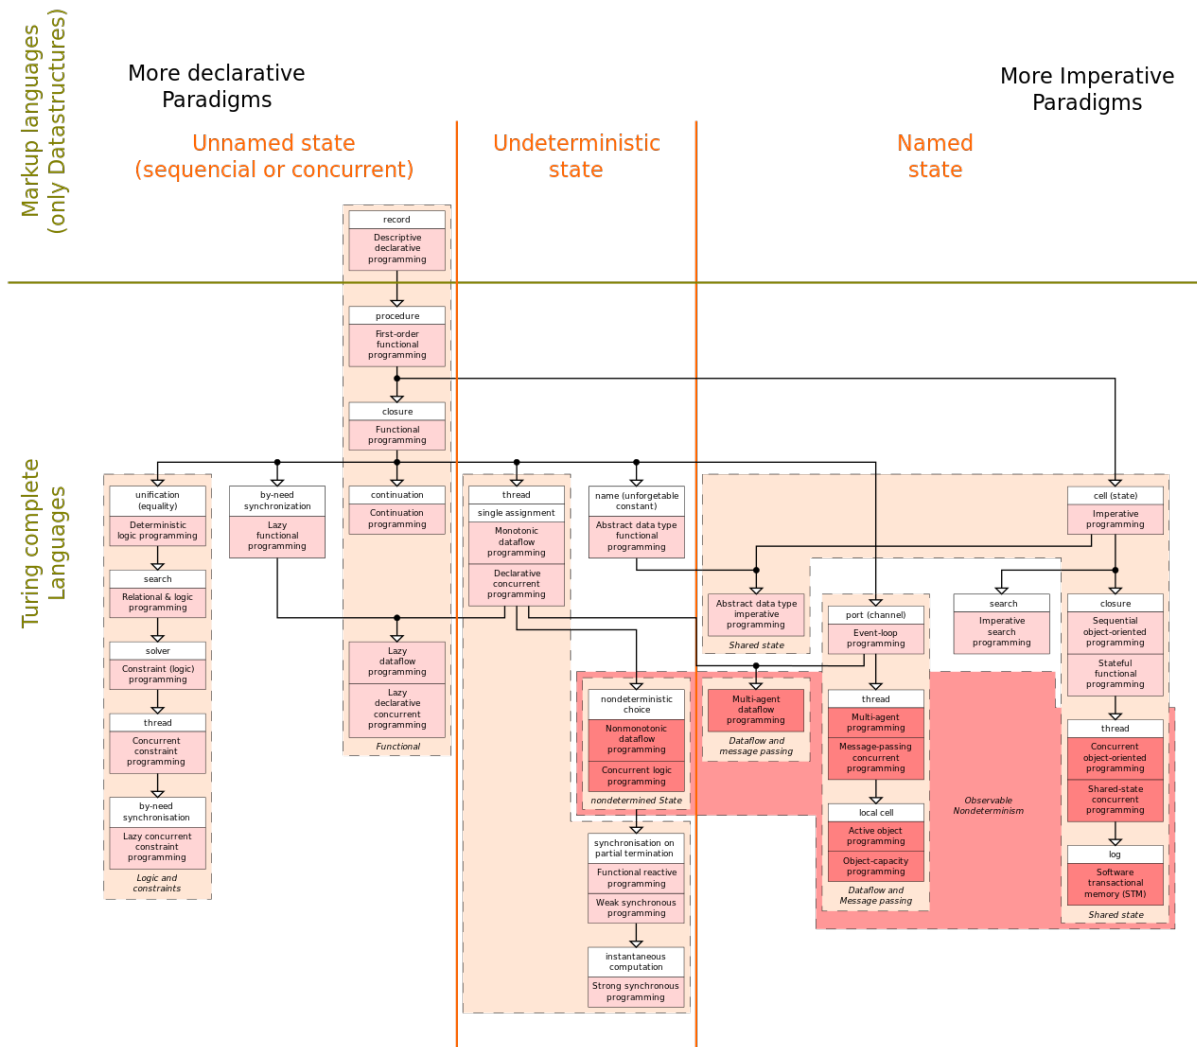 Markup languages
(only Datastructures)
More declarative
Paradigms
More Imperative
Paradigms
Unnamed state
(sequencial or concurrent)
Undeterministic
state
Named
state
Turing complete
Languages
record
Descriptive
declarative
programming
procedure
First-order
functional
programming
closure
Functional
programming
unification
(equality)
Deterministic
logic programming
search
Relational & logic
programming
solver
Constraint (logic)
programming
thread
Concurrent
constraint
programming
by-need
synchronisation
Lazy concurrent
constraint
programming
Logic and
constraints
by-need
synchronization
Lazy
functional
programming
continuation
Continuation
programming
Lazy
dataflow
programming
Lazy
declarative
concurrent
programming
Functional
thread
single assignment
Monotonic
dataflow
programming
Declarative
concurrent
programming
name (unforgetable
constant)
Abstract data type
functional
programming
nondeterministic
choice
Nonmonotonic
dataflow
programming
Concurrent logic
programming
nondetermined State
synchronisation on
partial termination
Functional reactive
programming
Weak synchronous
programming
instantaneous
computation
Strong synchronous
programming
Abstract data type
imperative
programming
Shared state
Multi-agent
dataflow
programming
Dataflow and
message passing
port (channel)
Event-loop
programming
thread
Multi-agent
programming
Message-passing
concurrent
programming
local cell
Active object
programming
Object-capacity
programming
Dataflow and
Message passing
search
Imperative
search
programming
Observable
Nondeterminism
cell (state)
Imperative
programming
closure
Sequential
object-oriented
programming
Stateful
functional
programming
thread
Concurrent
object-oriented
programming
Shared-state
concurrent
programming
log
Software
transactional
memory (STM)
Shared state